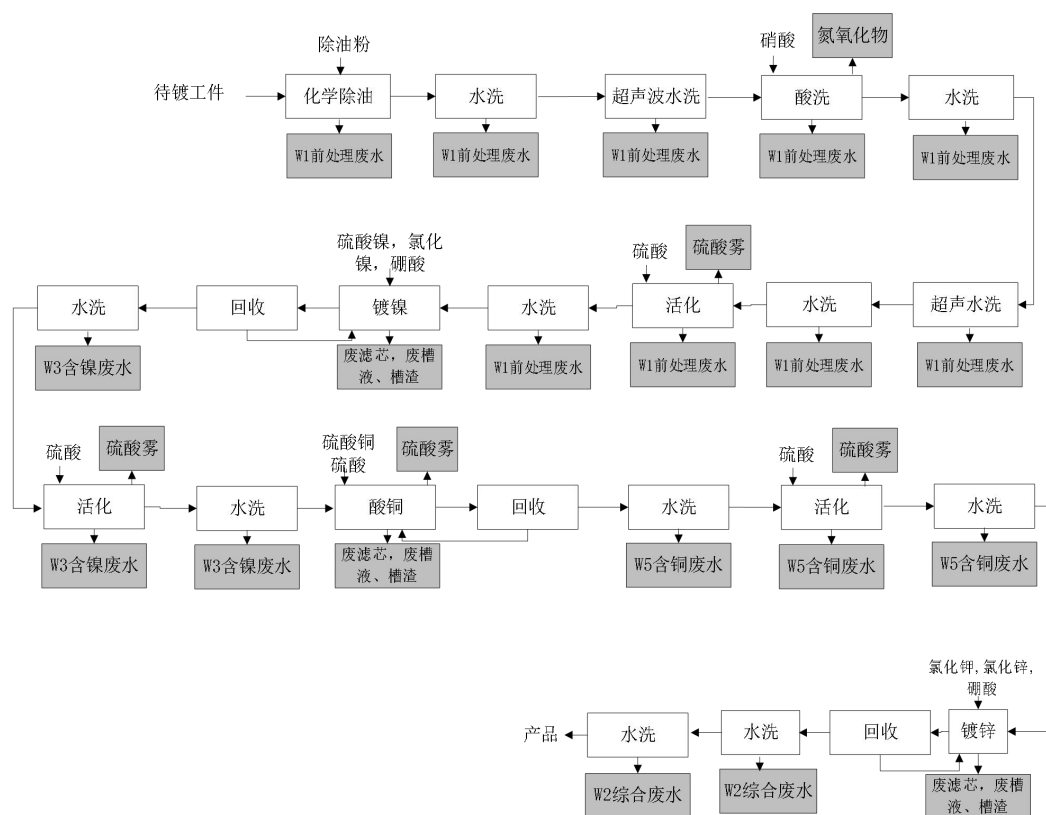 除油粉
硝酸
氮氧化物
待镀工件
化学除油
水洗
超声波水洗
酸洗
水洗
W1前处理废水
W1前处理废水
W1前处理废水
W1前处理废水
W1前处理废水
硫酸镍，氯化
镍，硼酸
硫酸
硫酸雾
水洗
回收
镀镍
水洗
活化
水洗
超声水洗
W3含镍废水
废滤芯，废槽
液、槽渣
W1前处理废水
W1前处理废水
W1前处理废水
W1前处理废水
硫酸
硫酸雾
硫酸铜
硫酸
硫酸雾
硫酸
硫酸雾
活化
水洗
酸铜
回收
水洗
活化
水洗
W3含镍废水
W3含镍废水
废滤芯，废槽
液、槽渣
W5含铜废水
W5含铜废水
W5含铜废水
氯化钾,氯化锌,
硼酸
产品
水洗
水洗
回收
镀锌
W2综合废水
W2综合废水
废滤芯，废槽
液、槽渣